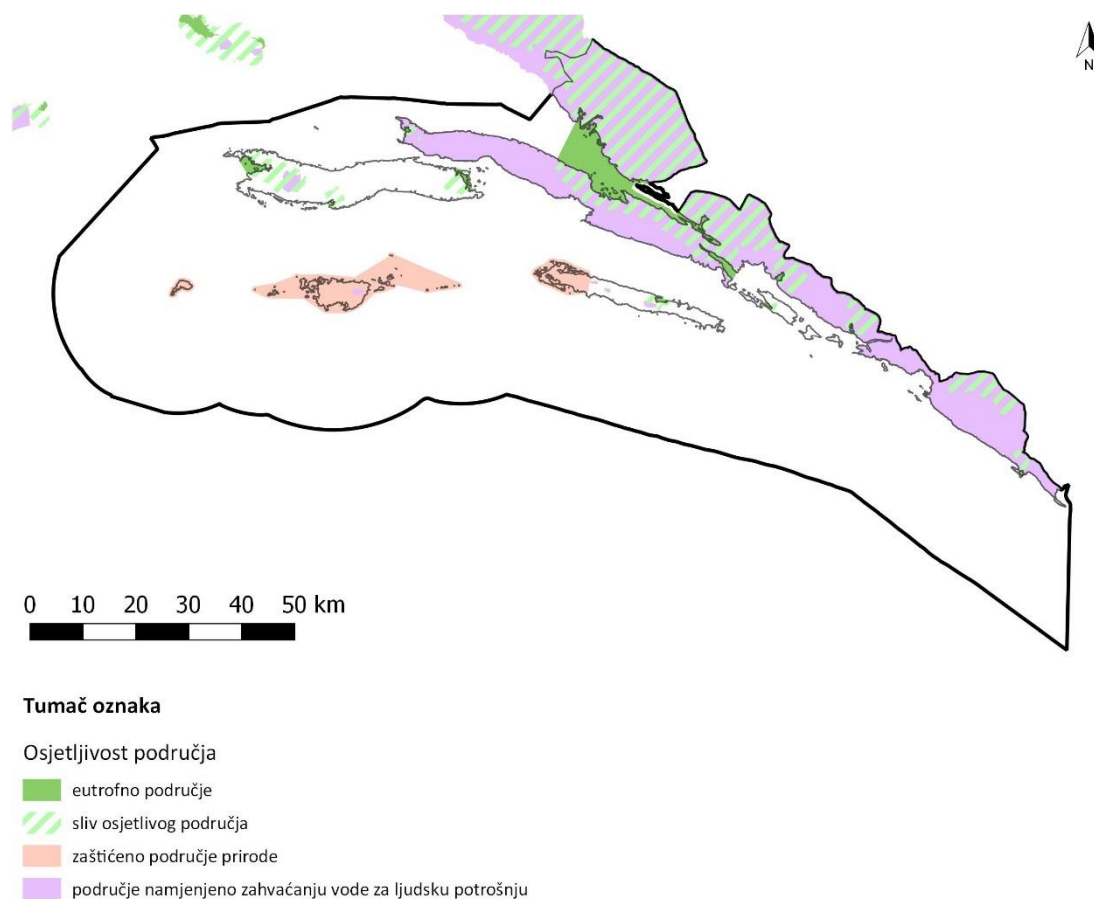 N
0 10 20 30 40 50 km
Tumač oznaka
Osjetljivost područja
eutrofno područje
sliv osjetlivog područja
zaštićeno područje prirode
područje namjenjeno zahvaćanju vode za ljudsku potrošnju